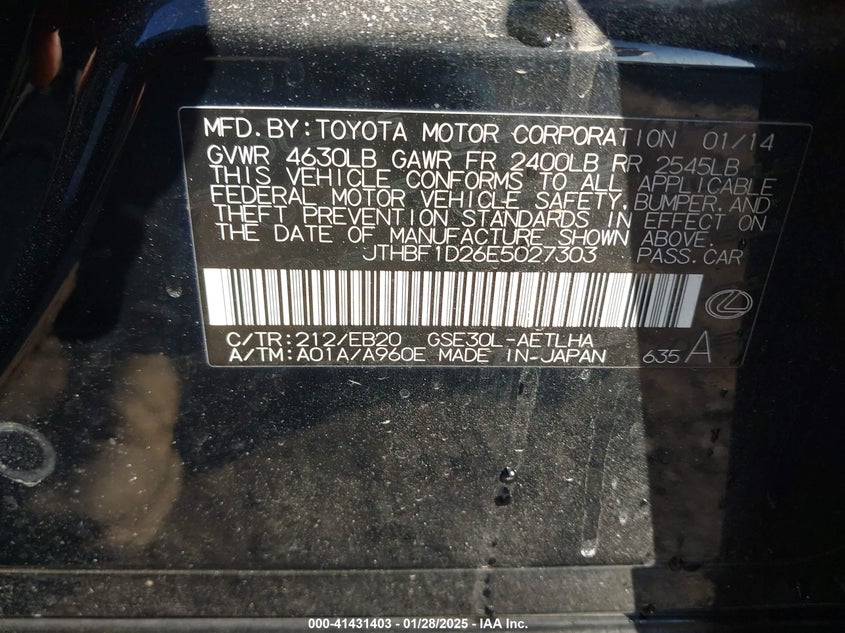 MFD.BY:TOYOTA MOTOR CORPORATION 01/14
GVWR 4630LB GAWR FR 2400LB RR 2545LB
THIS VEHICLE CONFORMS TO ALL APPLICABLE
FEDERAL MOTOR VEHICLE SAFETY, BUMPER, AND
THEFT PREVENTION STANDARDS IN EFFECT ON
THE DATE OF MANUFACTURE SHOWN ABOVE.
JTHBF1D26E5027303 PASS.CAR
C/TR:212/EB20 GSE30L-AETLHA
A/TM:A01A/A960E MADE IN-JAPAN 635 A
000-41431403 - 01/28/2025 - IAA Inc.